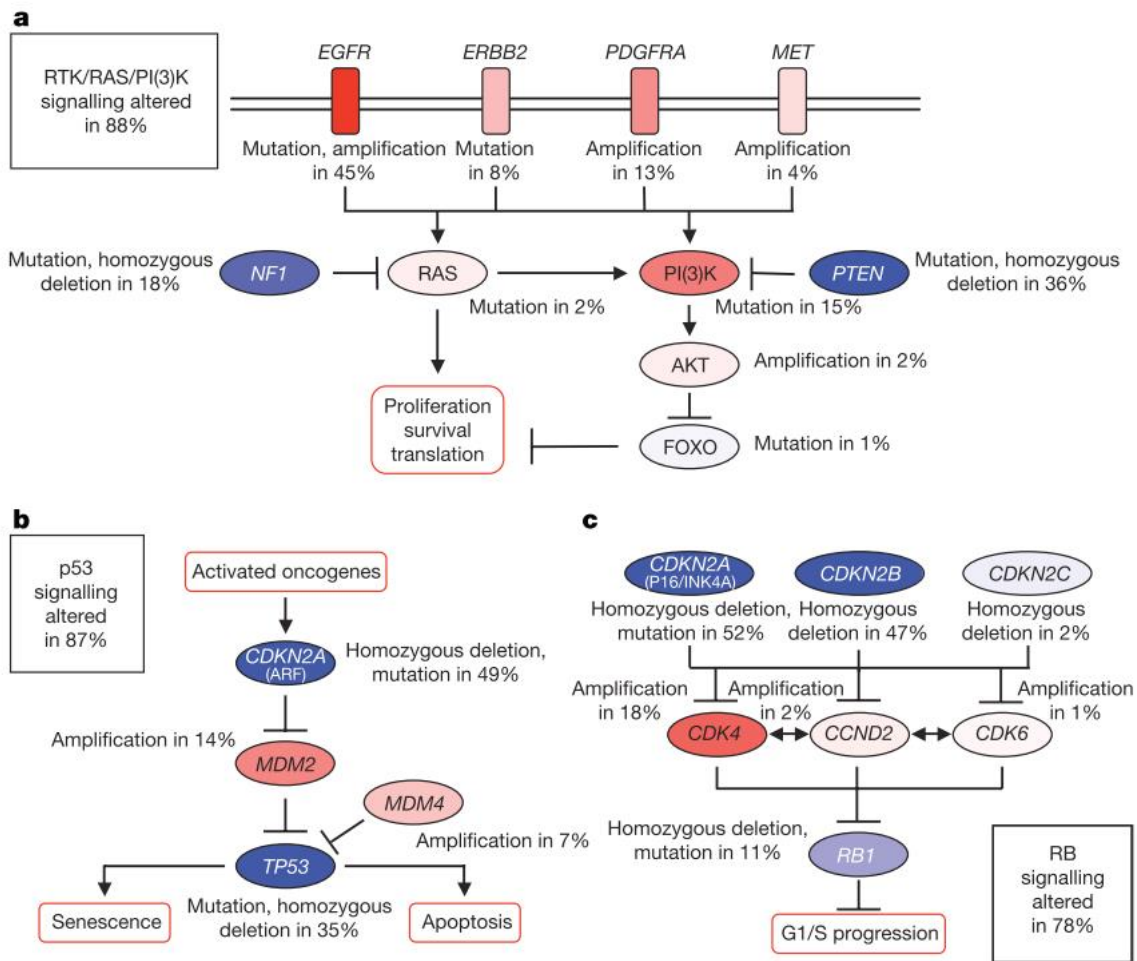 a
RTK/RAS/PI(3)K
signalling altered
in 88%
EGFR
ERBB2
PDGFRA
MET
Mutation, amplification
in 45%
Mutation
in 8%
Amplification
in 13%
Amplification
in 4%
Mutation, homozygous
deletion in 18%
NF1
RAS
Mutation in 2%
PI(3)K
Mutation in 15%
PTEN
Mutation, homozygous
deletion in 36%
AKT
Amplification in 2%
Proliferation
survival
translation
FOXO
Mutation in 1%
b
p53
signalling
altered
in 87%
Activated oncogenes
CDKN2A
(ARF)
Homozygous deletion,
mutation in 49%
Amplification in 14%
MDM2
MDM4
Amplification in 7%
TP53
Senescence
Mutation, homozygous
deletion in 35%
Apoptosis
c
CDKN2A
(P16/INK4A)
CDKN2B
CDKN2C
Homozygous deletion,
mutation in 52%
Homozygous
deletion in 47%
Homozygous
deletion in 2%
Amplification
in 18%
Amplification
in 2%
Amplification
in 1%
CDK4
CCND2
CDK6
Homozygous deletion,
mutation in 11%
RB1
G1/S progression
RB
signalling
altered
in 78%